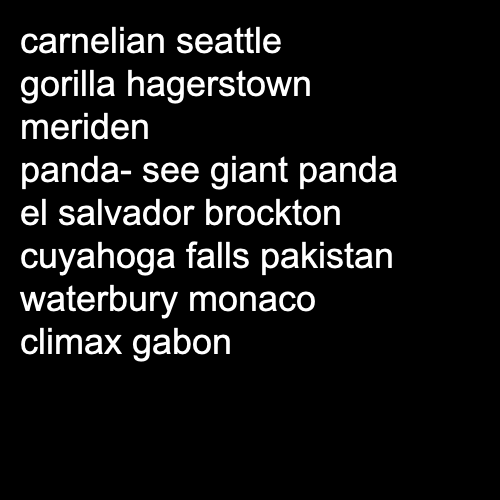 carnelian seattle
gorilla hagerstown
meriden
panda- see giant panda
el salvador brockton
cuyahoga falls pakistan
waterbury monaco
climax gabon